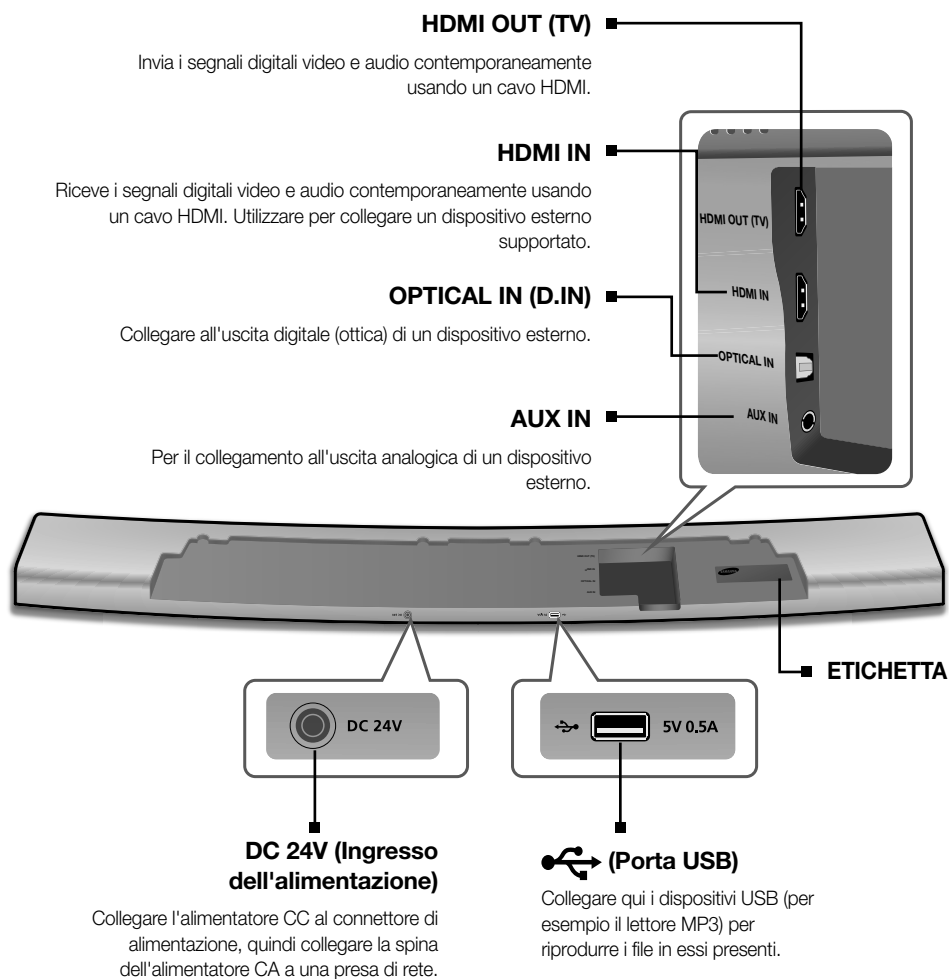 HDMI OUT (TV)
Invia i segnali digitali video e audio contemporaneamente
usando un cavo HDMI.
HDMI IN
Riceve i segnali digitali video e audio contemporaneamente usando
un cavo HDMI. Utilizzare per collegare un dispositivo esterno
supportato.
OPTICAL IN (D.IN)
Collegare all'uscita digitale (ottica) di un dispositivo esterno.
AUX IN
Per il collegamento all'uscita analogica di un dispositivo
esterno.
HDMI OUT (TV)
HDMI IN
OPTICAL IN
AUX IN
SAMSUNG
ETICHETTA
DC 24V
5V 0.5A
DC 24V (Ingresso
dell'alimentazione)
Collegare l'alimentatore CC al connettore di
alimentazione, quindi collegare la spina
dell'alimentatore CA a una presa di rete.
(Porta USB)
Collegare qui i dispositivi USB (per
esempio il lettore MP3) per
riprodurre i file in essi presenti.